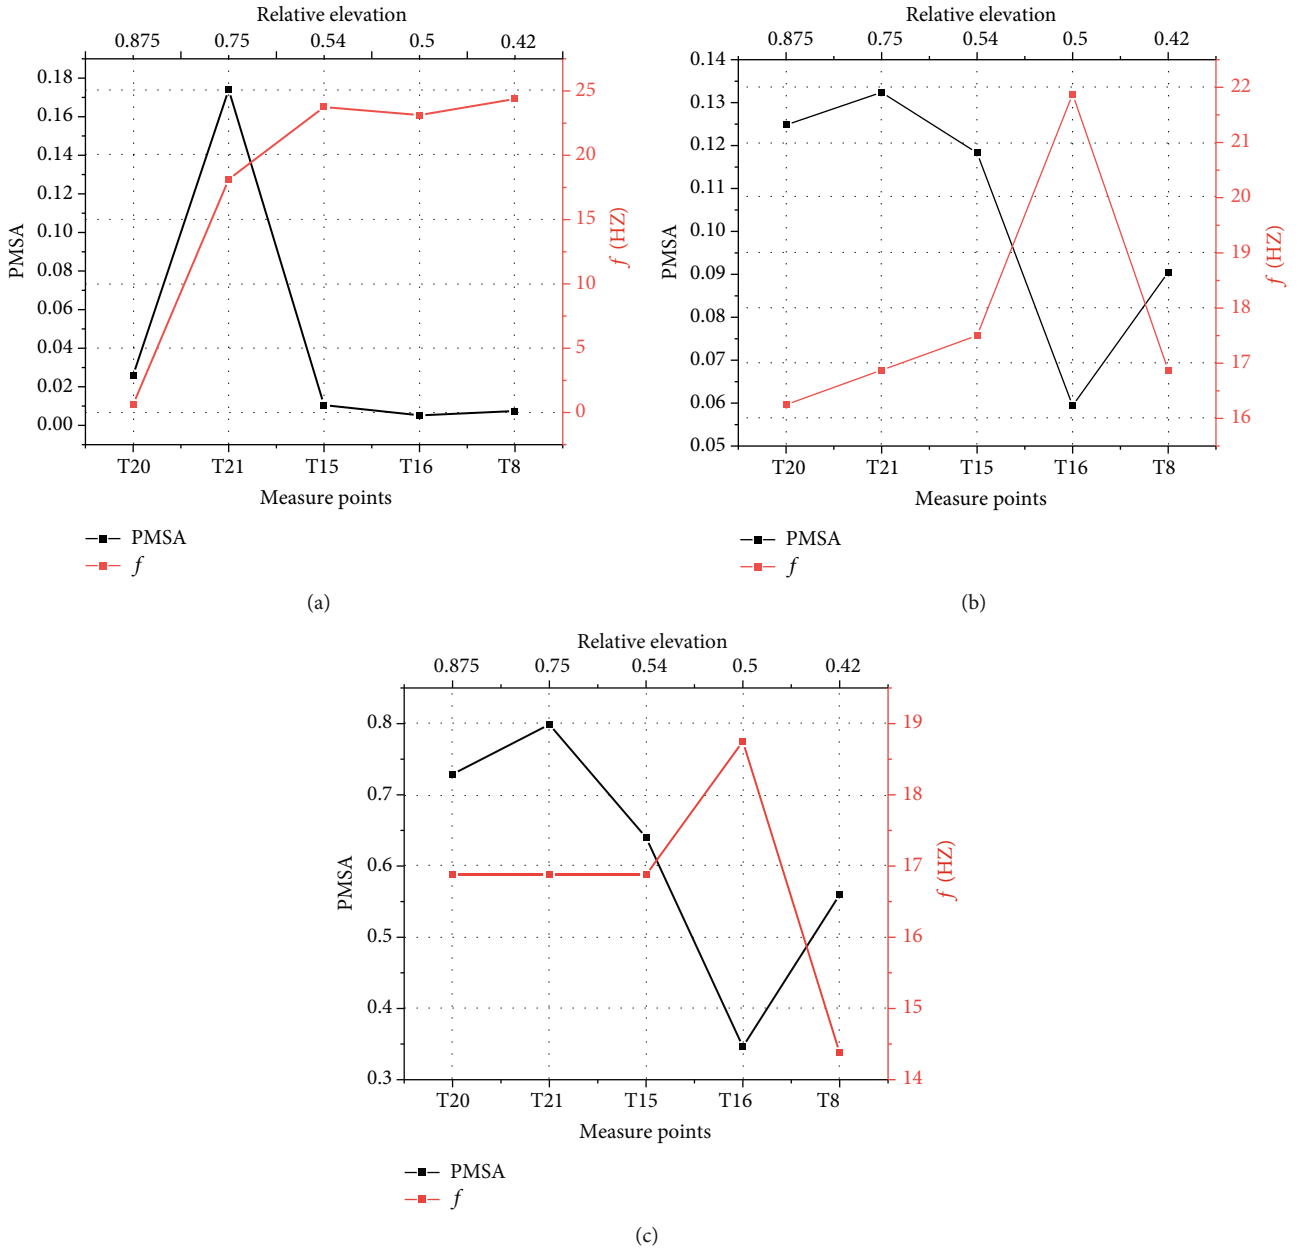 Relative elevation
0.875 0.75 0.54 0.5 0.42
0.18
0.16
0.14
0.12
0.10
0.08
0.06
0.04
0.02
0.00
PMSA
25
20
15
10
5
0
f (HZ)
T20 T21 T15 T16 T8
Measure points
PMSA
f
(a)
Relative elevation
0.875 0.75 0.54 0.5 0.42
0.14
0.13
0.12
0.11
0.10
0.09
0.08
0.07
0.06
0.05
PMSA
22
21
20
19
18
17
16
f (HZ)
T20 T21 T15 T16 T8
Measure points
PMSA
f
(b)
Relative elevation
0.875 0.75 0.54 0.5 0.42
0.8
0.7
0.6
0.5
0.4
0.3
PMSA
19
18
17
16
15
14
f (HZ)
T20 T21 T15 T16 T8
Measure points
PMSA
f
(c)